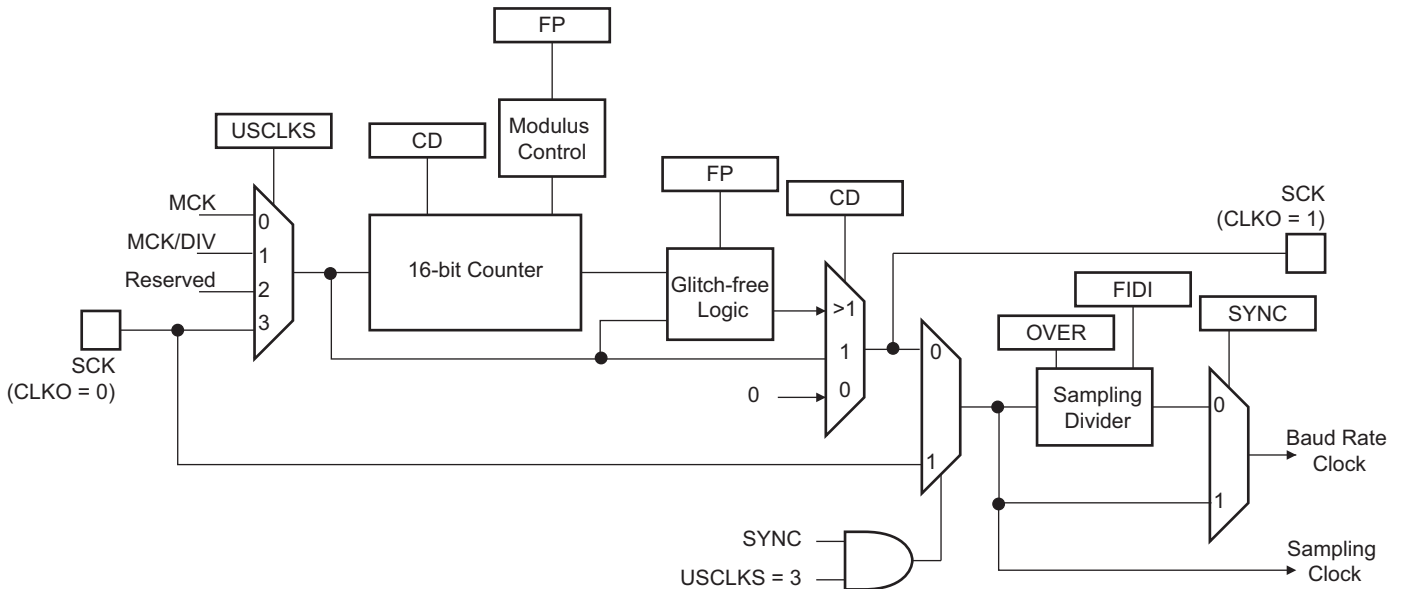 FP
USCLKS
CD
Modulus
Control
FP
CD
MCK
0
MCK/DIV
1
Reserved
2
3
16-bit Counter
Glitch-free
Logic
>1
1
0
0
SCK
(CLKO = 0)
SCK
(CLKO = 1)
FIDI
OVER
SYNC
0
1
Sampling
Divider
0
1
Baud Rate
Clock
SYNC
USCLKS = 3
Sampling
Clock